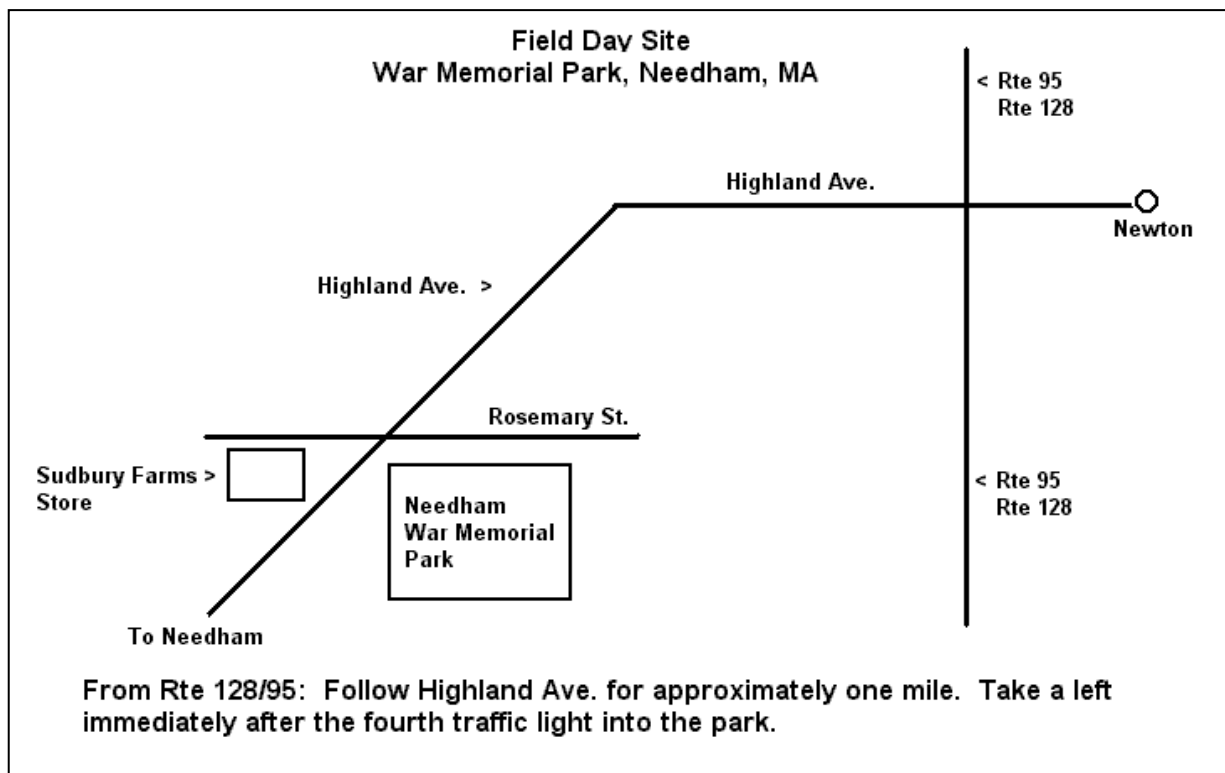 Field Day Site
War Memorial Park, Needham, MA
< Rte 95
Rte 128
Highland Ave.
Newton
Highland Ave. >
Rosemary St.
Sudbury Farms >
Store
Needham
War Memorial
Park
< Rte 95
Rte 128
To Needham
From Rte 128/95: Follow Highland Ave. for approximately one mile. Take a left
immediately after the fourth traffic light into the park.